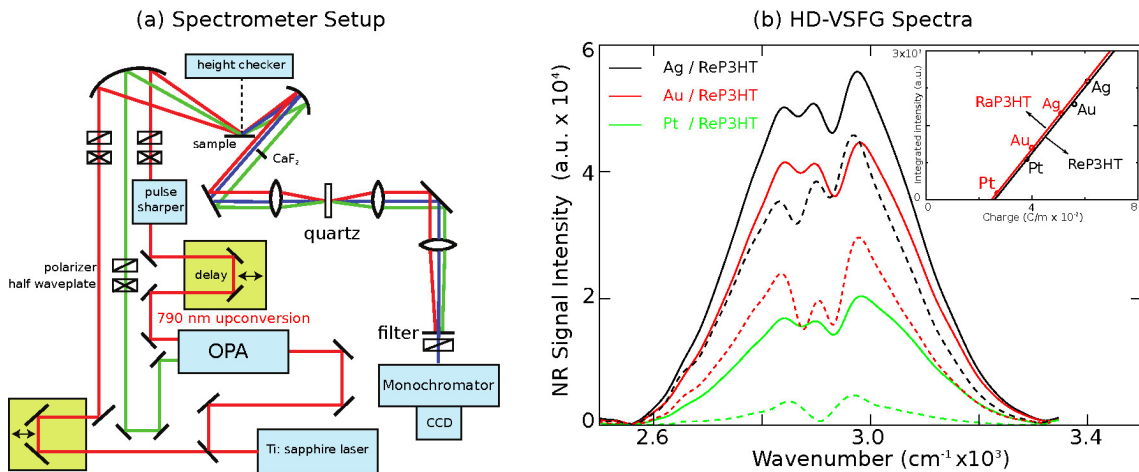 (a) Spectrometer Setup
height checker
sample
CaF₂
pulse
sharper
quartz
polarizer
half waveplate
delay
790 nm upconversion
OPA
filter
Monochromator
CCD
Ti: sapphire laser
(b) HD-VSFG Spectra
NR Signal Intensity (a.u. x 10⁴)
6
4
2
0
2.6
3.0
3.4
Wavenumber (cm⁻¹ x10³)
Ag / ReP3HT
Au / ReP3HT
Pt / ReP3HT
3x10⁷
Integrated intensity (a.u.)
0
RaP3HT
Ag
Ag
Au
Au
ReP3HT
Pt
Pt
0
4
8
Charge (C/m x 10⁻²)